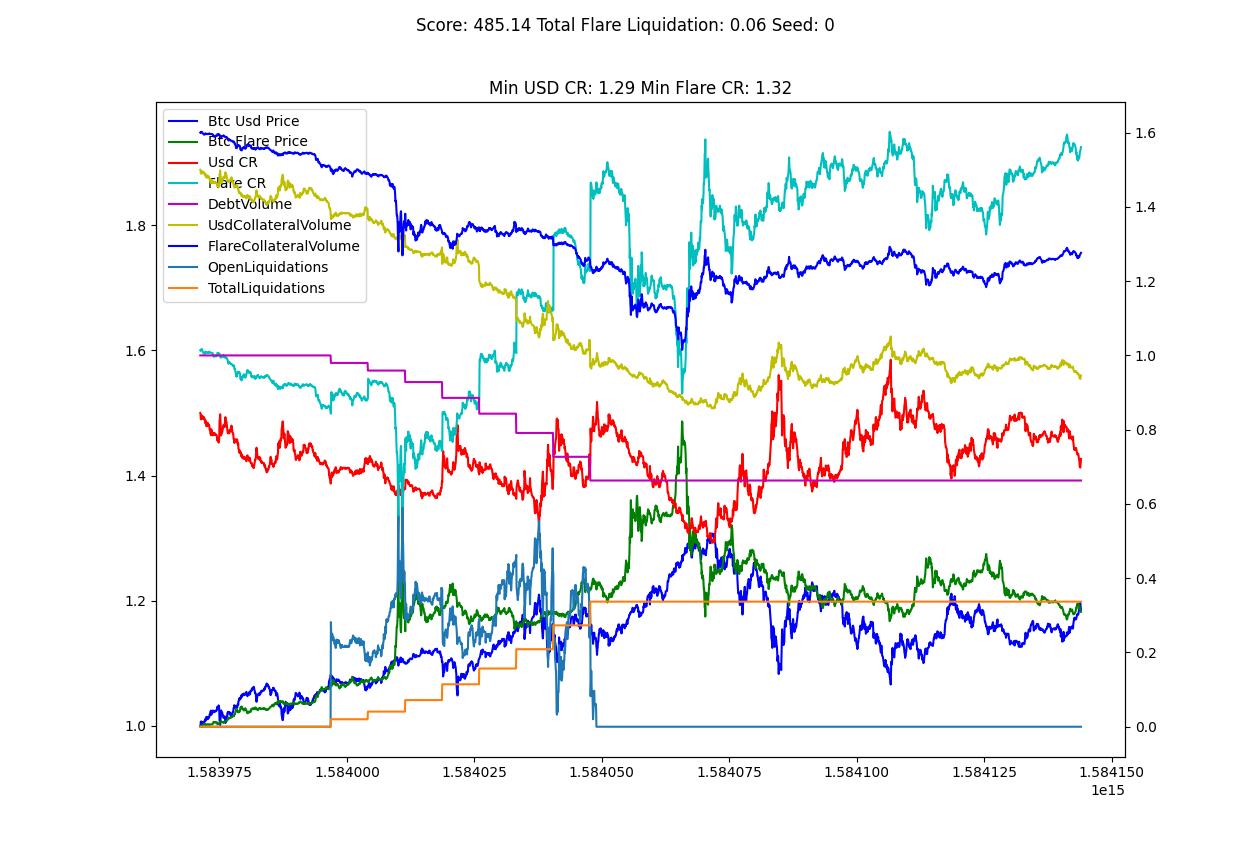 Score: 485.14 Total Flare Liquidation: 0.06 Seed: 0
Min USD CR: 1.29 Min Flare CR: 1.32
Btc Usd Price
Btc Flare Price
Usd CR
Flare CR
DebtVolume
UsdCollateralVolume
FlareCollateralVolume
OpenLiquidations
TotalLiquidations
1.8
1.6
1.4
1.2
1.0
1.6
1.4
1.2
1.0
0.8
0.6
0.4
0.2
0.0
1.583975 1.584000 1.584025 1.584050 1.584075 1.584100 1.584125 1.584150
1e15